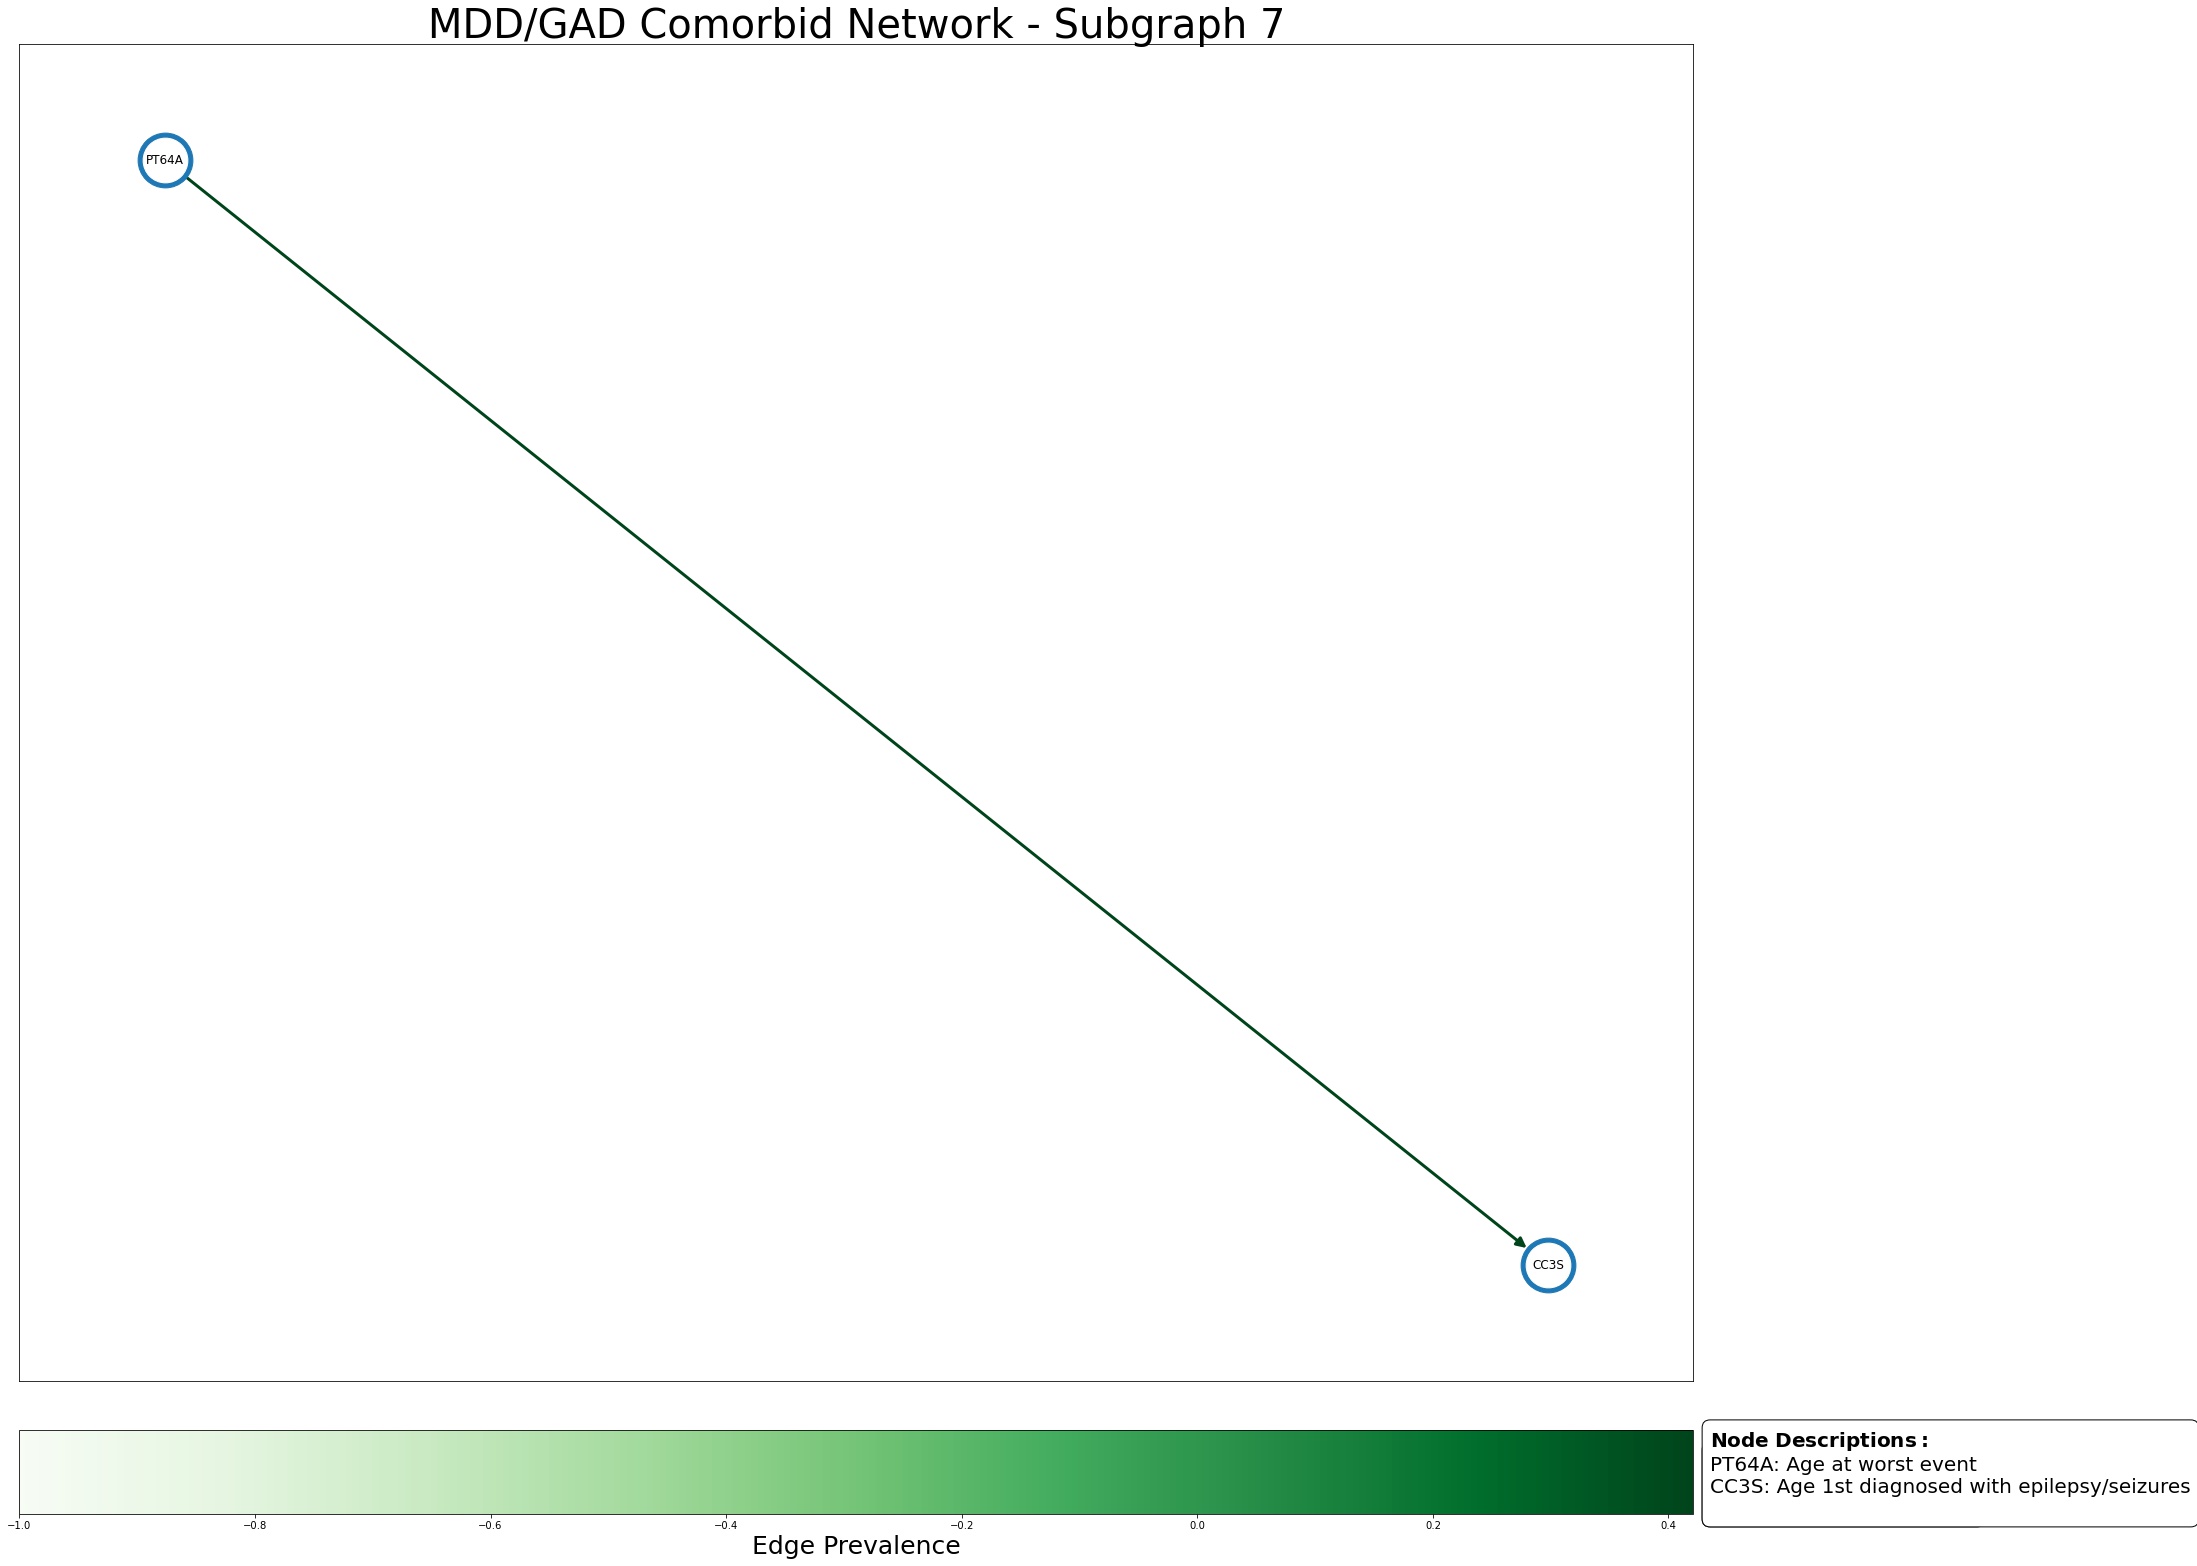 MDD/GAD Comorbid Network - Subgraph 7
PT64A
CC3S
−1.0 −0.8 −0.6 −0.4 −0.2 0.0 0.2 0.4
Edge Prevalence
Node Descriptions:
PT64A: Age at worst event
CC3S: Age 1st diagnosed with epilepsy/seizures